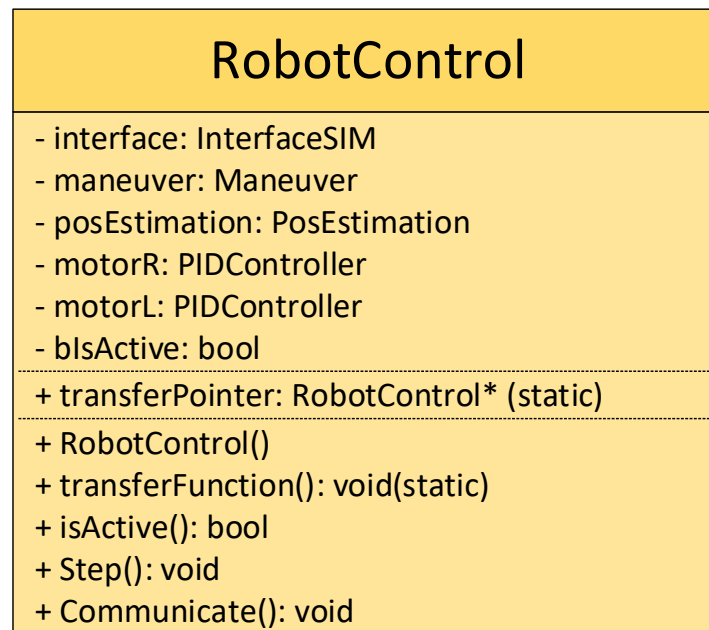 RobotControl
- interface: InterfaceSIM
- maneuver: Maneuver
- posEstimation: PosEstimation
- motorR: PIDController
- motorL: PIDController
- bIsActive: bool
+ transferPointer: RobotControl* (static)
+ RobotControl()
+ transferFunction(): void(static)
+ isActive(): bool
+ Step(): void
+ Communicate(): void